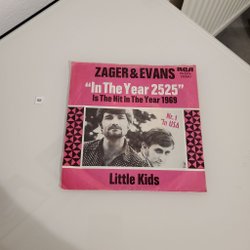 ZAGER & EVANS
RCA
"In The Year 2525"
Is The Hit In The Year 1969
Nr. 1
In USA
Little Kids